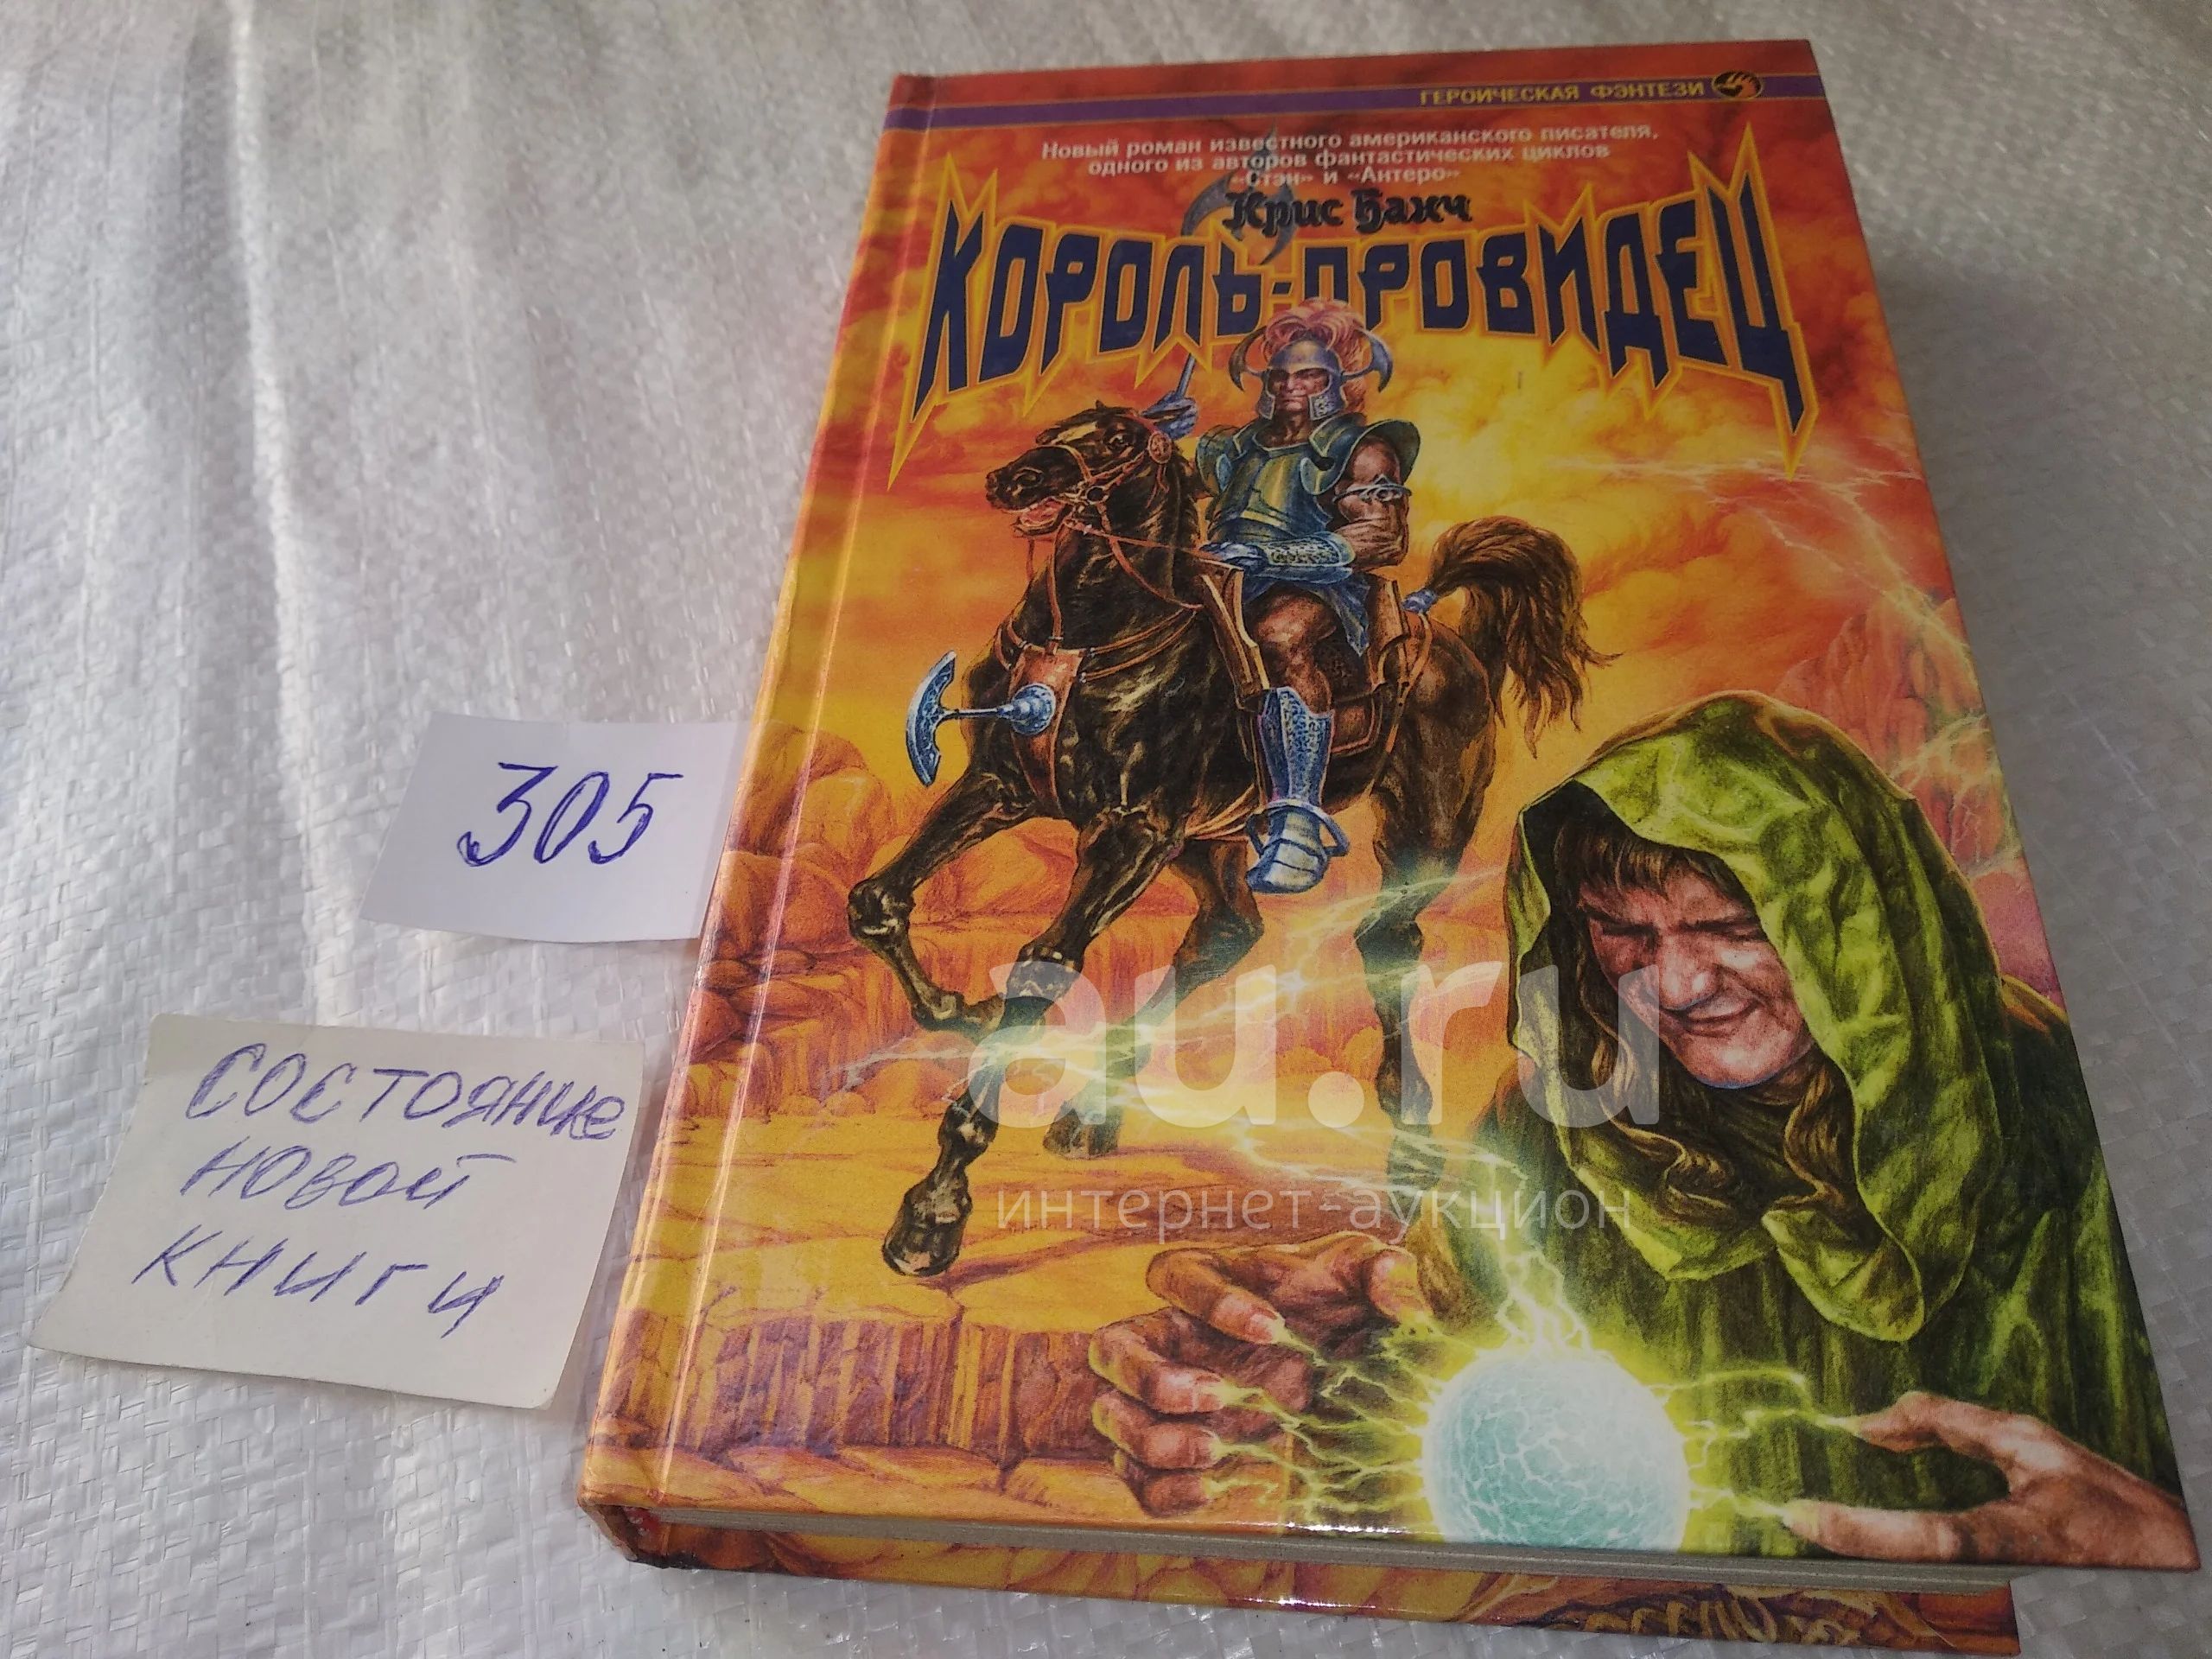 ГЕРОИЧЕСКАЯ ФЭНТЕЗИ
Новый роман известного американского писателя,
одного из авторов фантастических циклов
«Стэн» и «Антеро»
Крис Банч
КОРОЛЬ-ПРОВИДЕЦ
305
СОСТОЯНИЕ
НОВОЙ
КНИГИ
au.ru
интернет-аукцион